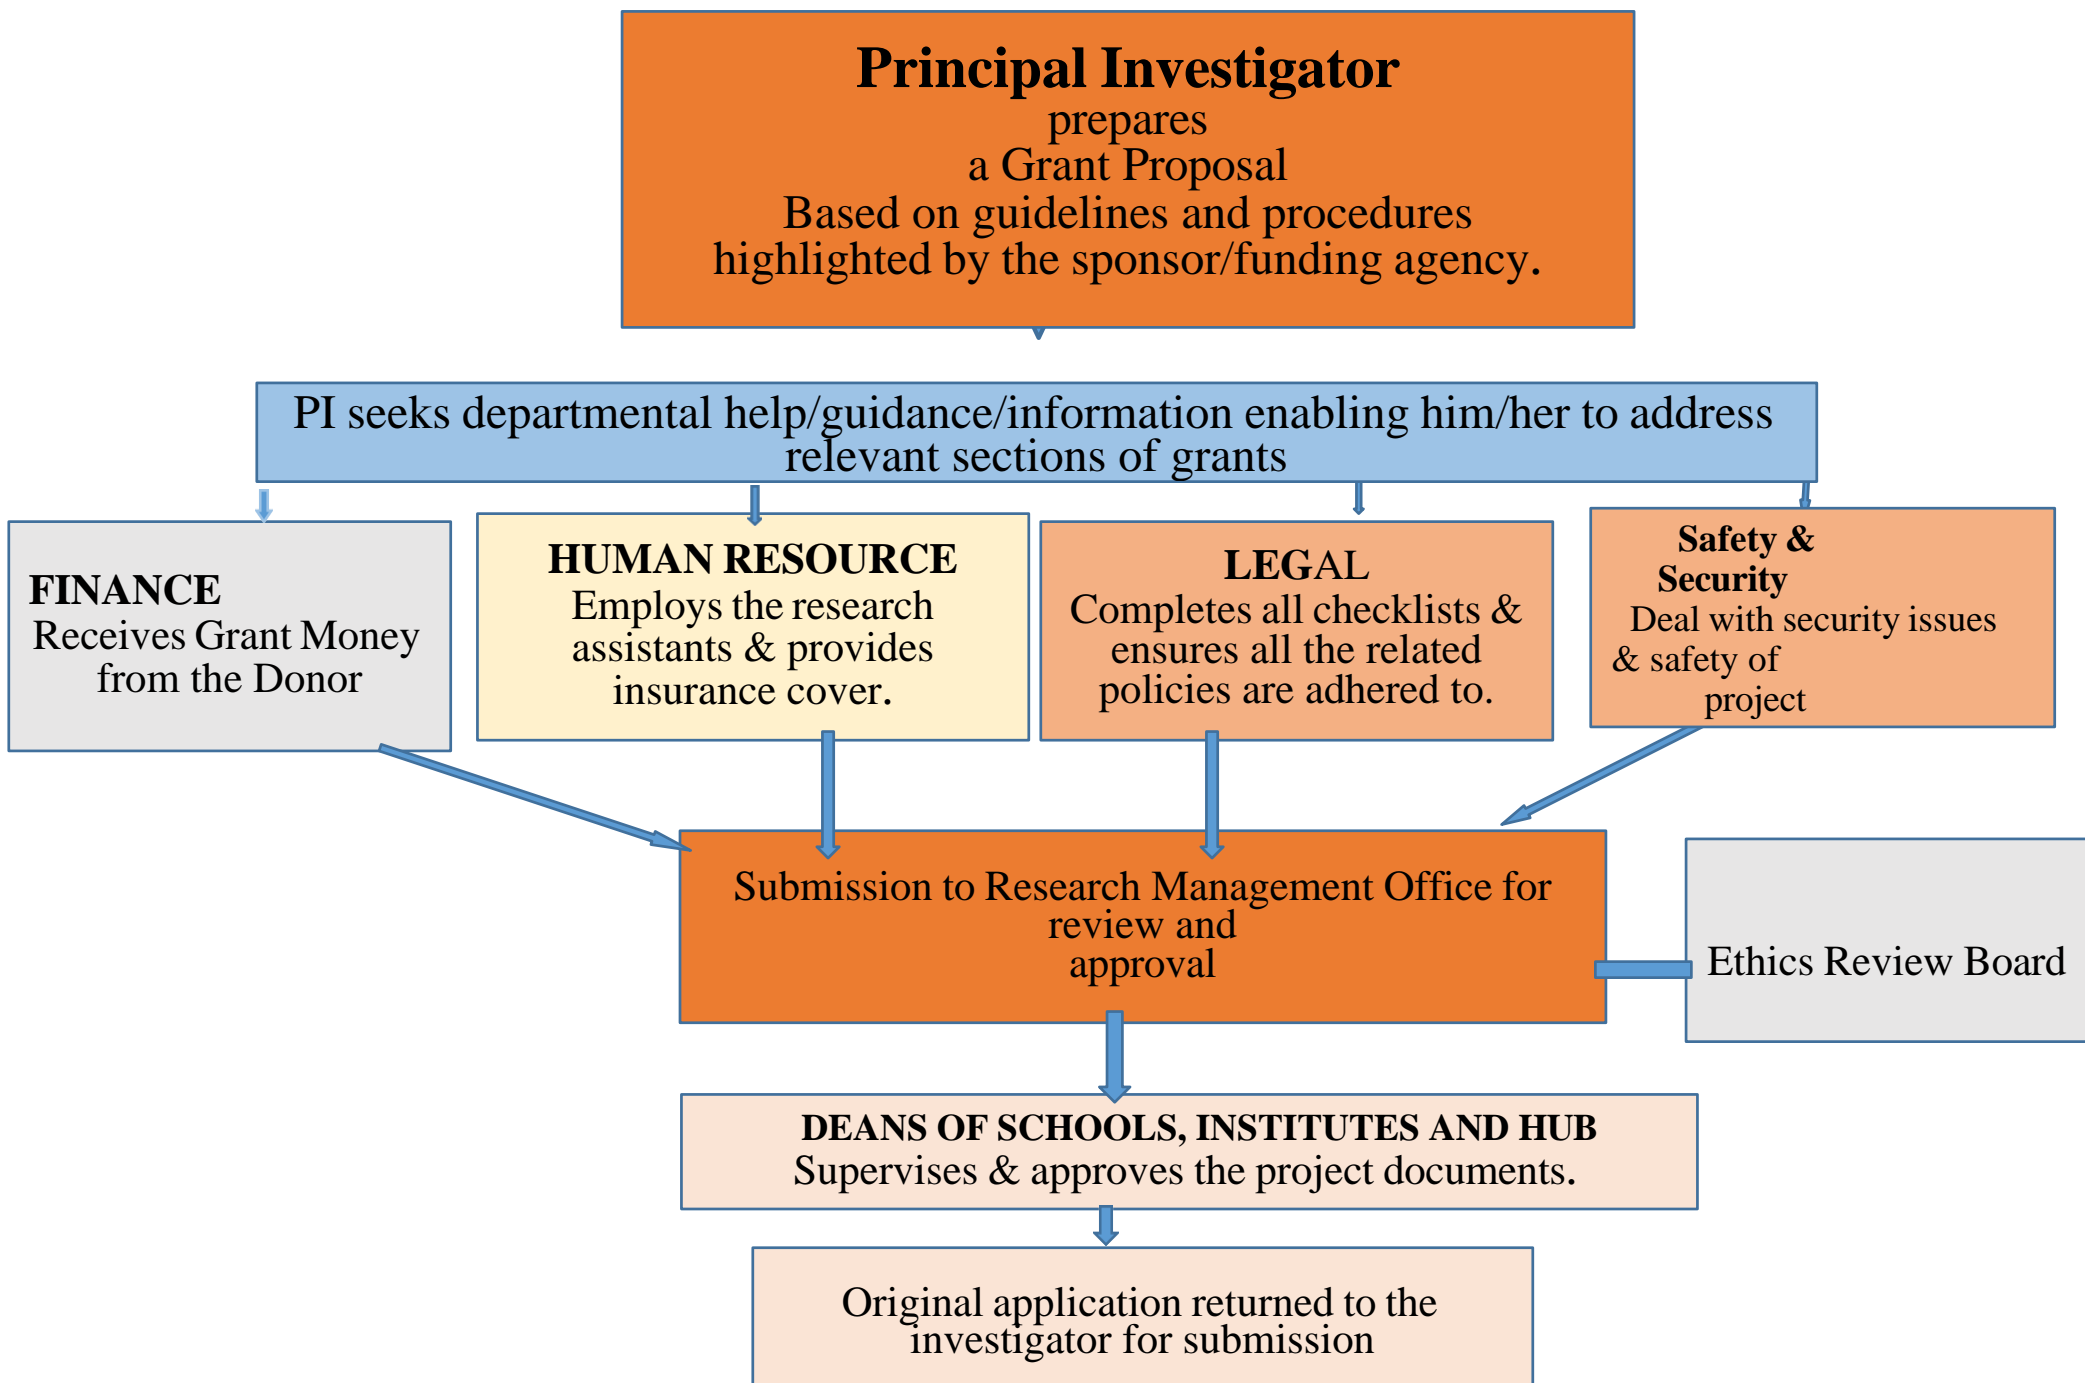 Principal Investigator
prepares
a Grant Proposal
Based on guidelines and procedures
highlighted by the sponsor/funding agency.
PI seeks departmental help/guidance/information enabling him/her to address
relevant sections of grants
FINANCE
Receives Grant Money
from the Donor
HUMAN RESOURCE
Employs the research
assistants & provides
insurance cover.
LEGAL
Completes all checklists &
ensures all the related
policies are adhered to.
Safety &
Security
Deal with security issues
& safety of
project
Submission to Research Management Office for
review and
approval
Ethics Review Board
DEANS OF SCHOOLS, INSTITUTES AND HUB
Supervises & approves the project documents.
Original application returned to the
investigator for submission